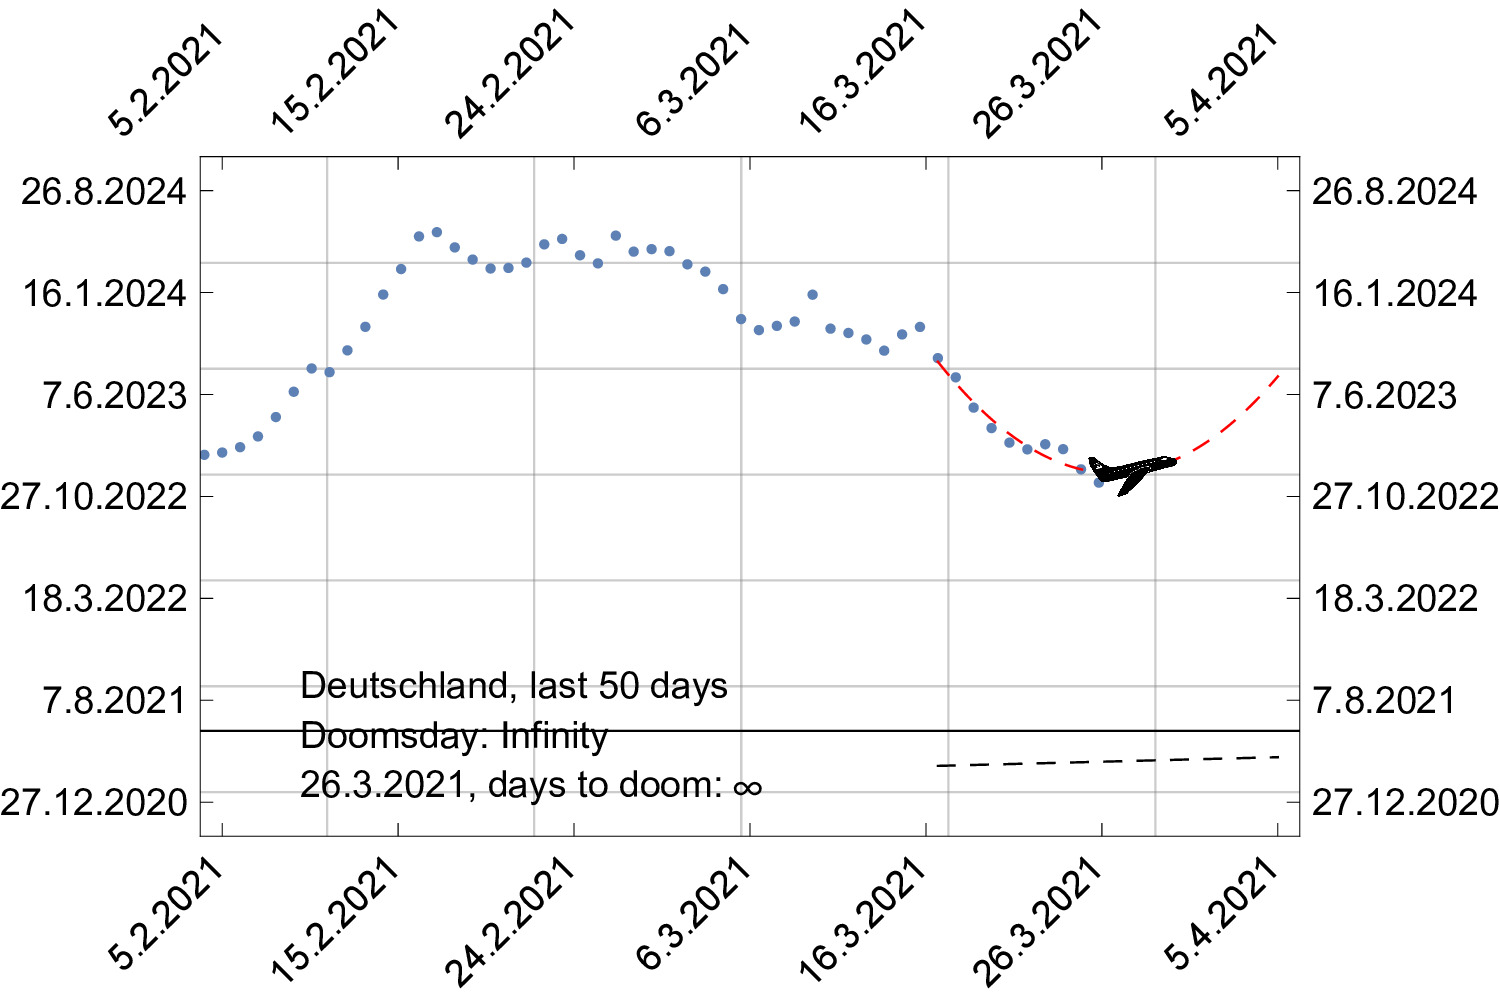 5.2.2021 15.2.2021 24.2.2021 6.3.2021 16.3.2021 26.3.2021 5.4.2021
26.8.2024 26.8.2024
16.1.2024 16.1.2024
7.6.2023 7.6.2023
27.10.2022 27.10.2022
18.3.2022 18.3.2022
Deutschland, last 50 days
7.8.2021 7.8.2021
Doomsday: Infinity
26.3.2021, days to doom: ∞
27.12.2020 27.12.2020
5.2.2021 15.2.2021 24.2.2021 6.3.2021 16.3.2021 26.3.2021 5.4.2021